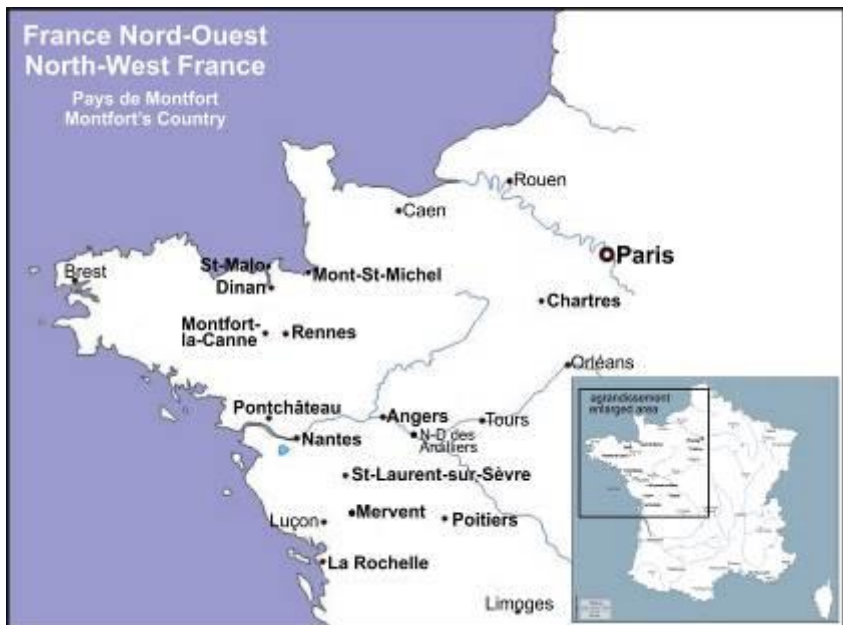 France Nord-Ouest
North-West France
Pays de Montfort
Montfort's Country
Rouen
Caen
Paris
St-Malo
Mont-St-Michel
Brest
Dinan
Chartres
Montfort-
la-Canne
Rennes
Orléans
agrandissement
enlarged area
Pontchâteau
Angers
Tours
N-D des
Ardilliers
Nantes
St-Laurent-sur-Sèvre
Mervent
Luçon
Poitiers
La Rochelle
Limoges